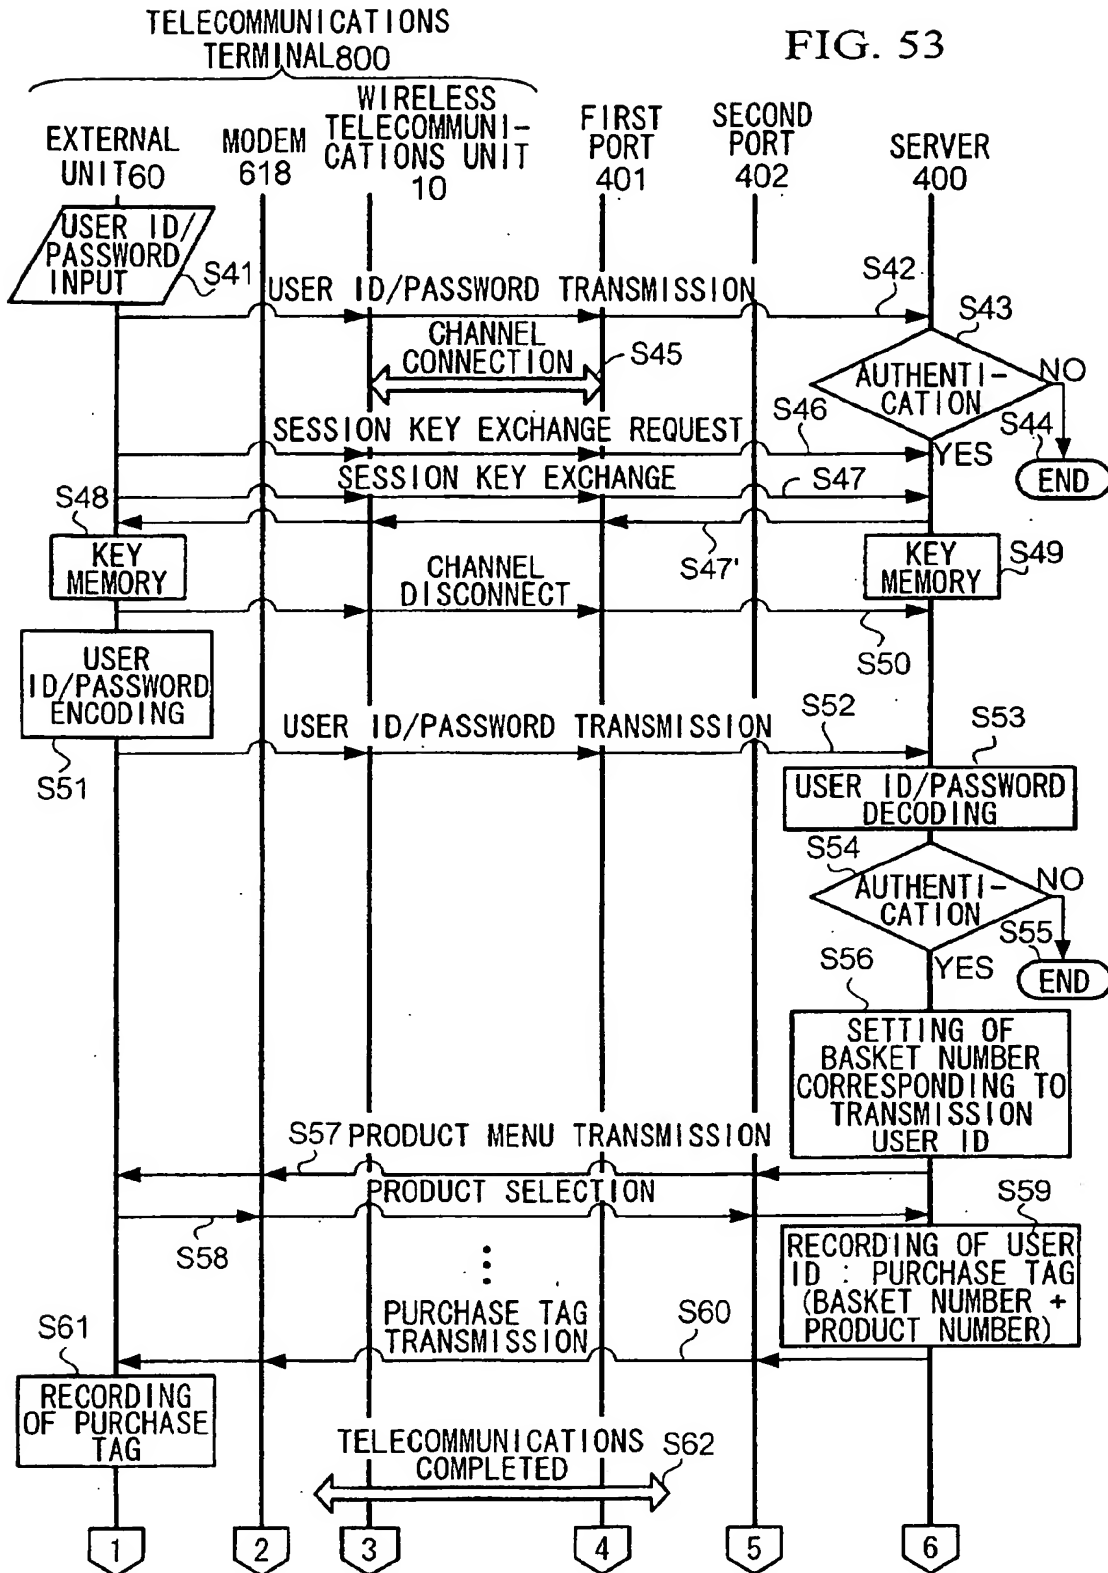 TELECOMMUNICATIONS
TERMINAL800
FIG. 53
EXTERNAL
UNIT60
MODEM
618
WIRELESS
TELECOMMUNI-
CATIONS UNIT
10
FIRST
PORT
401
SECOND
PORT
402
SERVER
400
USER ID/
PASSWORD
INPUT
S41
USER ID/PASSWORD TRANSMISSION
S42
CHANNEL
CONNECTION
S45
S43
AUTHENTI-
CATION
NO
S44
END
YES
SESSION KEY EXCHANGE REQUEST
S46
SESSION KEY EXCHANGE
S47
S47'
S48
KEY
MEMORY
KEY
MEMORY
S49
CHANNEL
DISCONNECT
S50
USER
ID/PASSWORD
ENCODING
S51
USER ID/PASSWORD TRANSMISSION
S52
S53
USER ID/PASSWORD
DECODING
S54
AUTHENTI-
CATION
NO
S55
END
YES
S56
SETTING OF
BASKET NUMBER
CORRESPONDING TO
TRANSMISSION
USER ID
S57
PRODUCT MENU TRANSMISSION
PRODUCT SELECTION
S58
S59
RECORDING OF USER
ID : PURCHASE TAG
(BASKET NUMBER +
PRODUCT NUMBER)
PURCHASE TAG
TRANSMISSION
S60
S61
RECORDING
OF PURCHASE
TAG
TELECOMMUNICATIONS
COMPLETED
S62
1
2
3
4
5
6